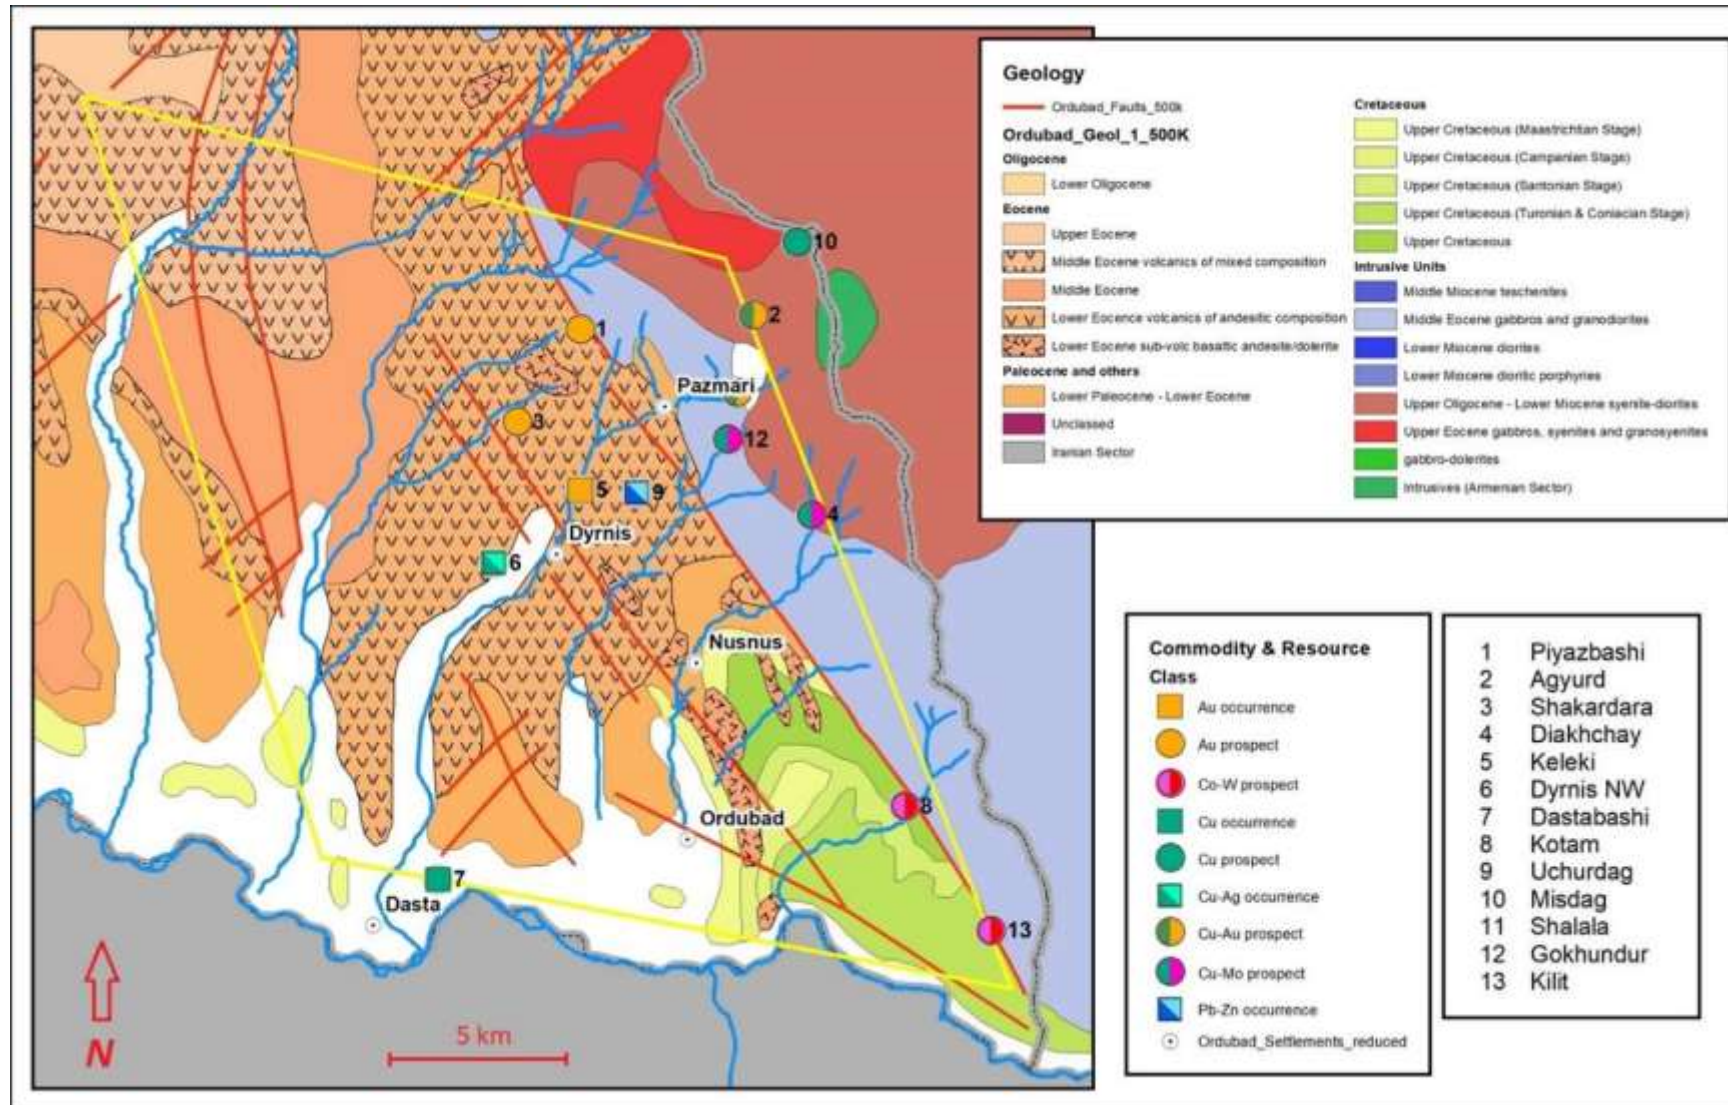 1
2
3
4
5
6
7
8
9
10
12
13
Pazmari
Dyrnis
Nusnus
Ordubad
Dasta
N
5 km
Geology
Ordubad_Faults_500k
Ordubad_Geol_1_500K
Oligocene
Lower Oligocene
Eocene
Upper Eocene
Middle Eocene volcanics of mixed composition
Middle Eocene
Lower Eocence volcanics of andesitic composition
Lower Eocene sub-volc basaltic andesite/dolerite
Paleocene and others
Lower Paleocene - Lower Eocene
Unclassed
Iranian Sector
Cretaceous
Upper Cretaceous (Maastrichtian Stage)
Upper Cretaceous (Campanian Stage)
Upper Cretaceous (Santonian Stage)
Upper Cretaceous (Turonian & Coniacian Stage)
Upper Cretaceous
Intrusive Units
Middle Miocene teschenites
Middle Eocene gabbros and granodiorites
Lower Miocene diorites
Lower Miocene dioritic porphyries
Upper Oligocene - Lower Miocene syenite-diorites
Upper Eocene gabbros, syenites and granosyenites
gabbro-dolerites
Intrusives (Armenian Sector)
Commodity & Resource
Class
Au occurrence
Au prospect
Co-W prospect
Cu occurrence
Cu prospect
Cu-Ag occurrence
Cu-Au prospect
Cu-Mo prospect
Pb-Zn occurrence
Ordubad_Settlements_reduced
1 Piyazbashi
2 Agyurd
3 Shakardara
4 Diakhchay
5 Keleki
6 Dyrnis NW
7 Dastabashi
8 Kotam
9 Uchurdag
10 Misdag
11 Shalala
12 Gokhundur
13 Kilit